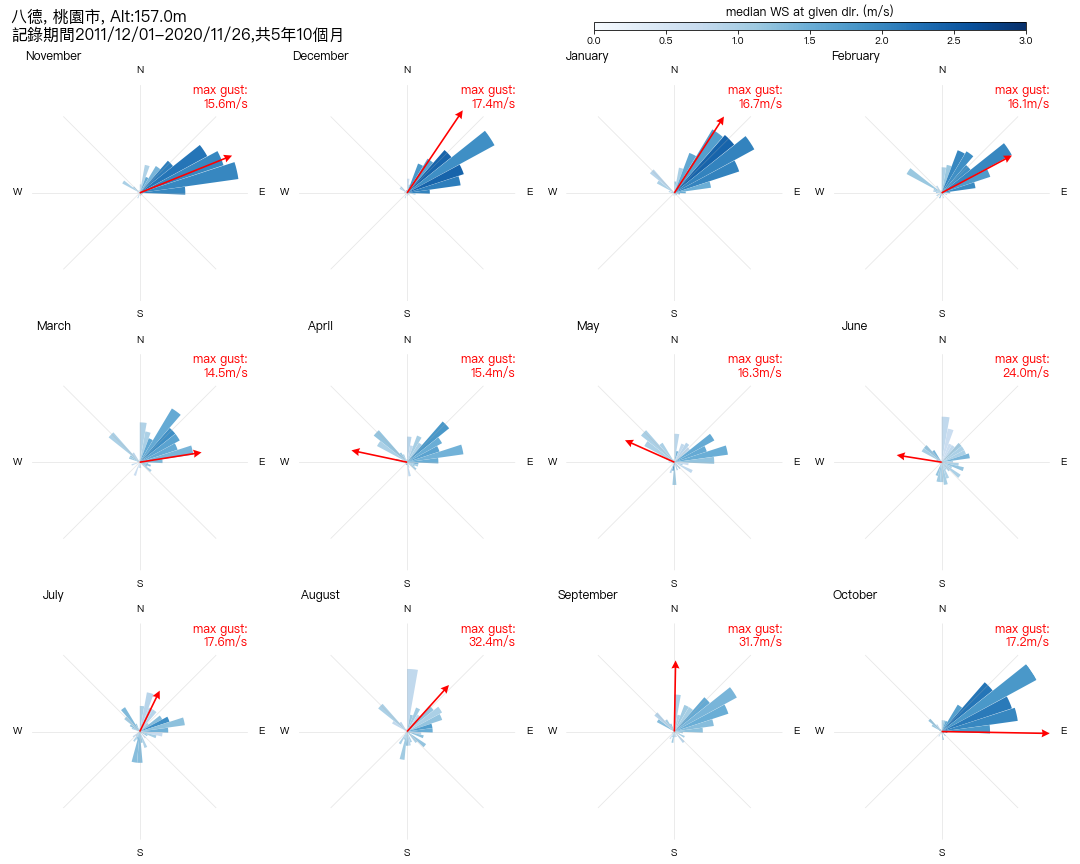 八德, 桃園市, Alt:157.0m
記錄期間2011/12/01-2020/11/26,共5年10個月
median WS at given dir. (m/s)
0.0 0.5 1.0 1.5 2.0 2.5 3.0
November December January February
N N N N
max gust: max gust: max gust: max gust:
15.6m/s 17.4m/s 16.7m/s 16.1m/s
W E W E W E W E
S S S S
March April May June
N N N N
max gust: max gust: max gust: max gust:
14.5m/s 15.4m/s 16.3m/s 24.0m/s
W E W E W E W E
S S S S
July August September October
N N N N
max gust: max gust: max gust: max gust:
17.6m/s 32.4m/s 31.7m/s 17.2m/s
W E W E W E W E
S S S S